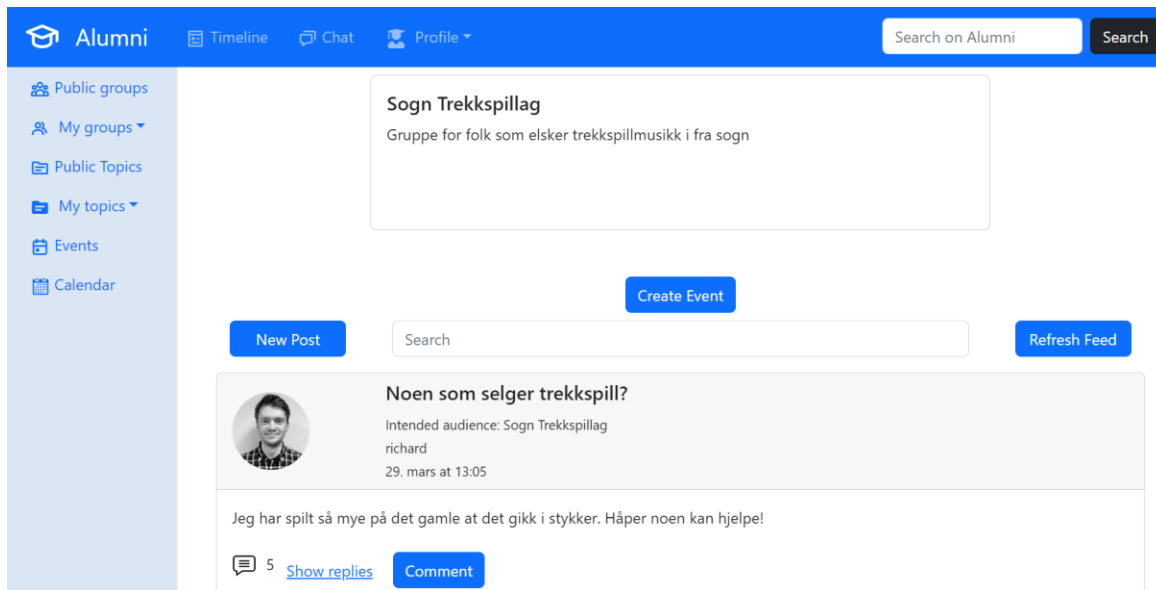 Alumni
Timeline
Chat
Profile
Search on Alumni
Search
Public groups
My groups
Public Topics
My topics
Events
Calendar
Sogn Trekkspillag
Gruppe for folk som elsker trekkspillmusikk i fra sogn
Create Event
New Post
Search
Refresh Feed
Noen som selger trekkspill?
Intended audience: Sogn Trekkspillag
richard
29. mars at 13:05
Jeg har spilt så mye på det gamle at det gikk i stykker. Håper noen kan hjelpe!
5
Show replies
Comment